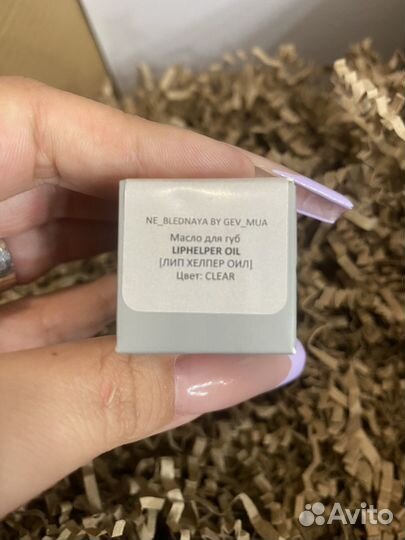 NE_BLEDNAYA BY GEV_MUA
Масло для губ
LIPHELPER OIL
[ЛИП ХЕЛПЕР ОИЛ]
Цвет: CLEAR
Avito